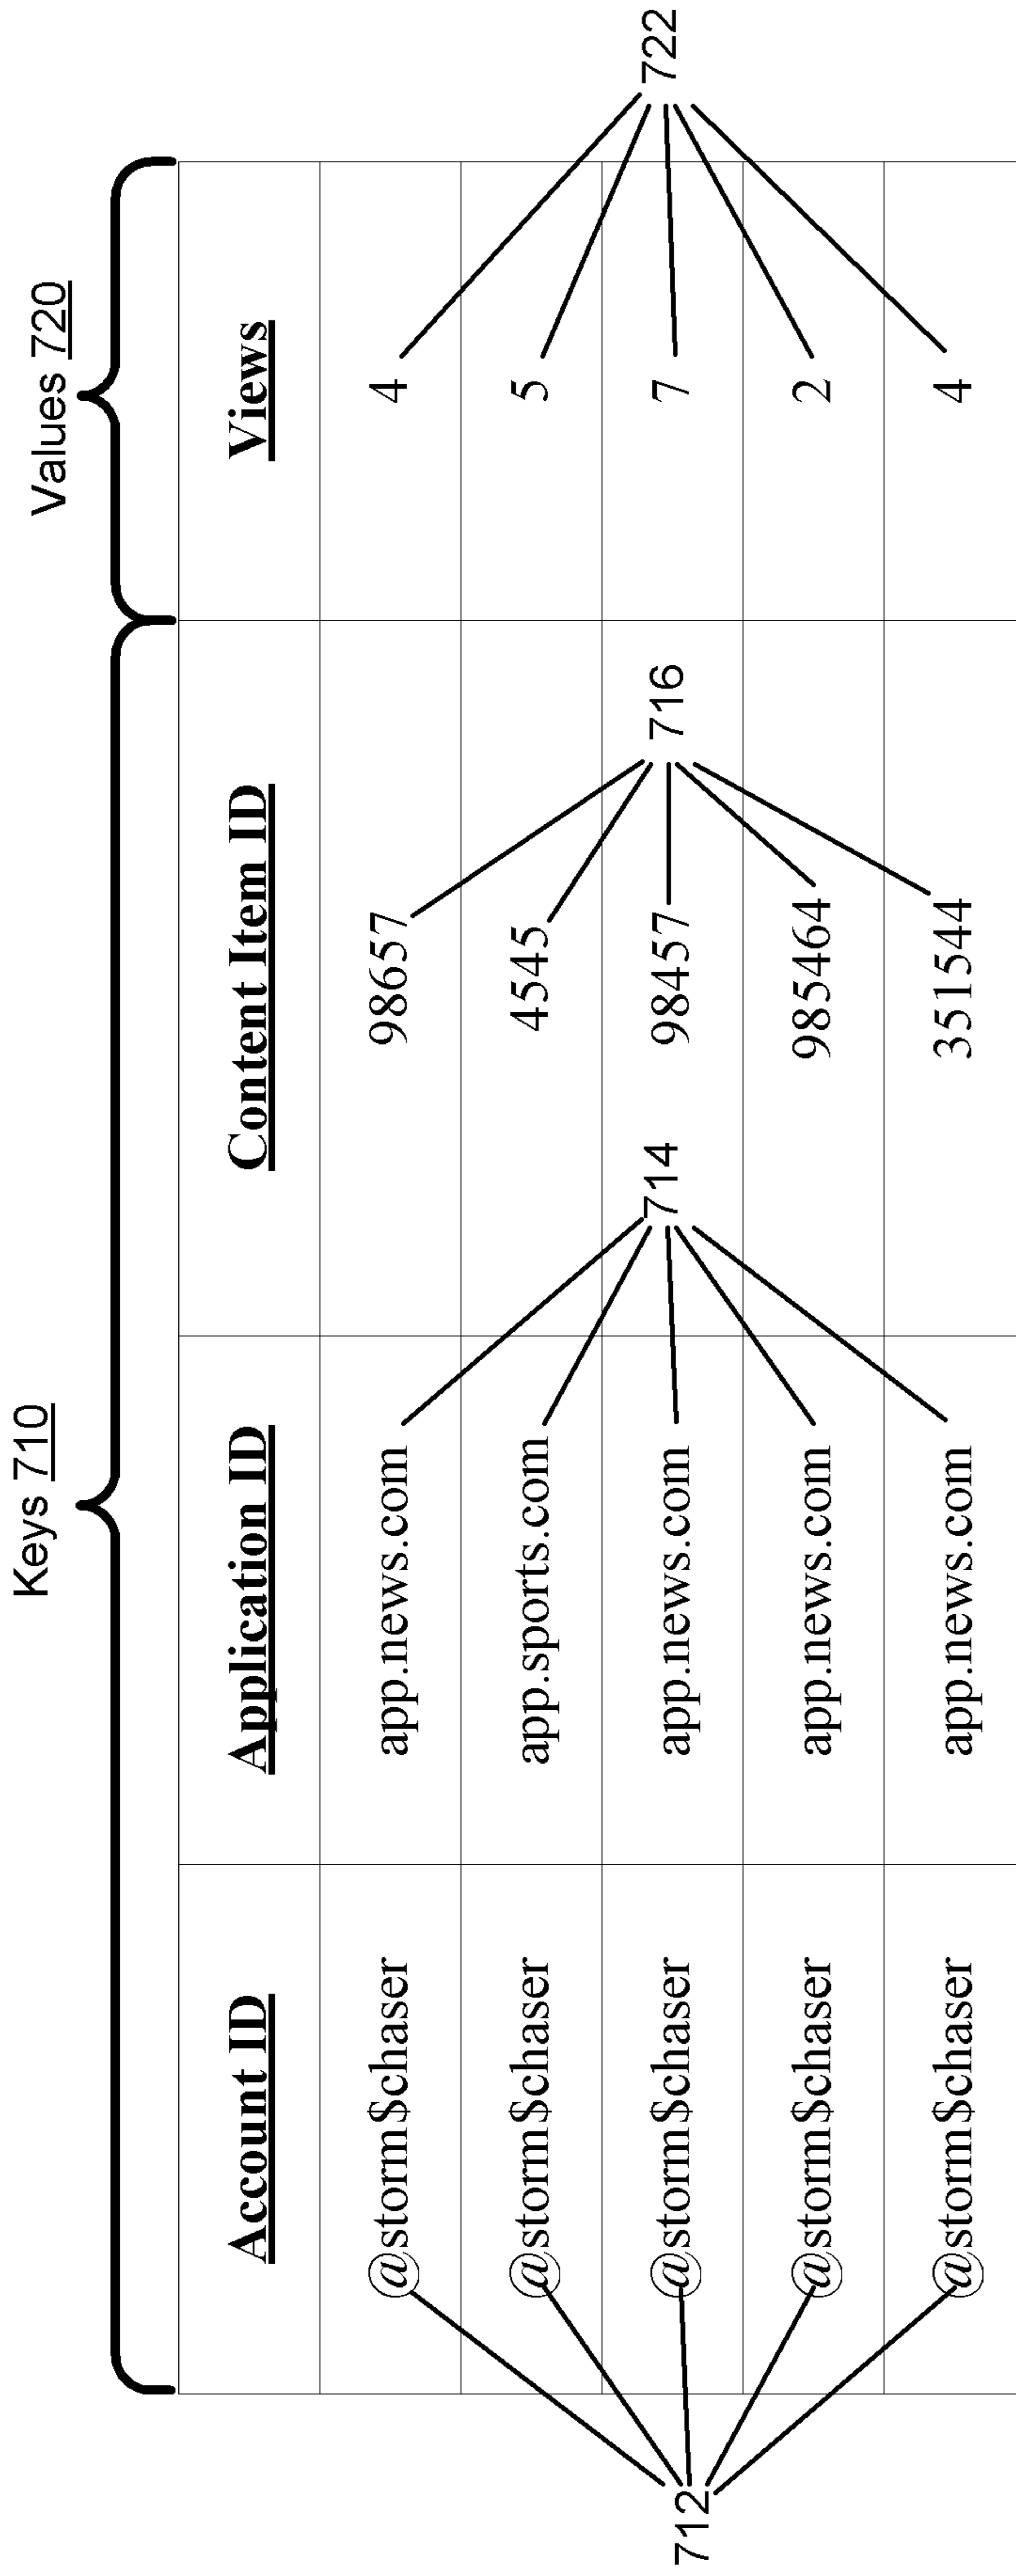 Keys 710 Values 720
Account ID Application ID Content Item ID Views
@storm$chaser app.news.com 98657 4
@storm$chaser app.sports.com 4545 5
712 @storm$chaser app.news.com 714 98457 716 7 722
@storm$chaser app.news.com 985464 2
@storm$chaser app.news.com 351544 4